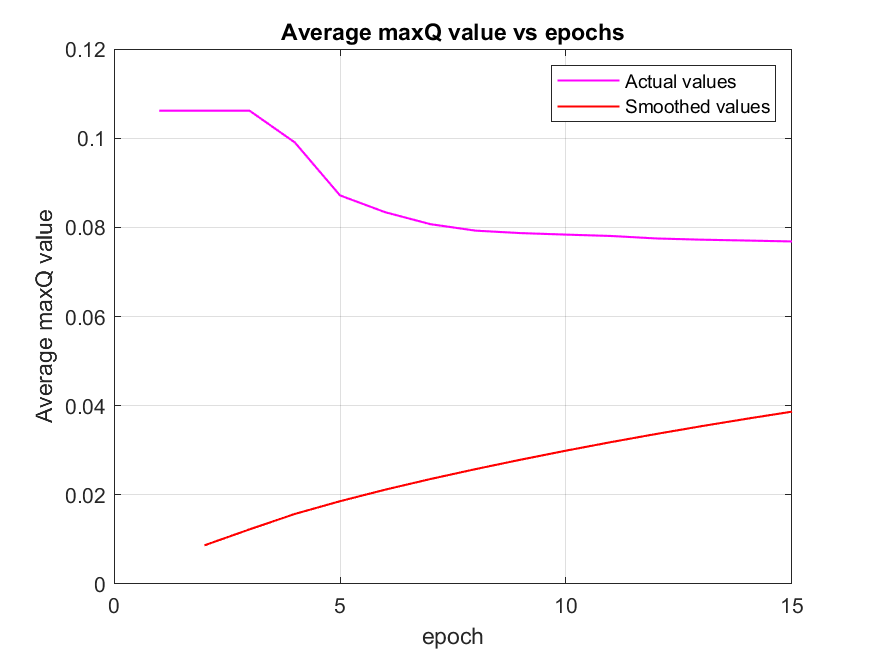 Average maxQ value vs epochs
Actual values
Smoothed values
Average maxQ value
0.12
0.1
0.08
0.06
0.04
0.02
0
0
5
10
15
epoch